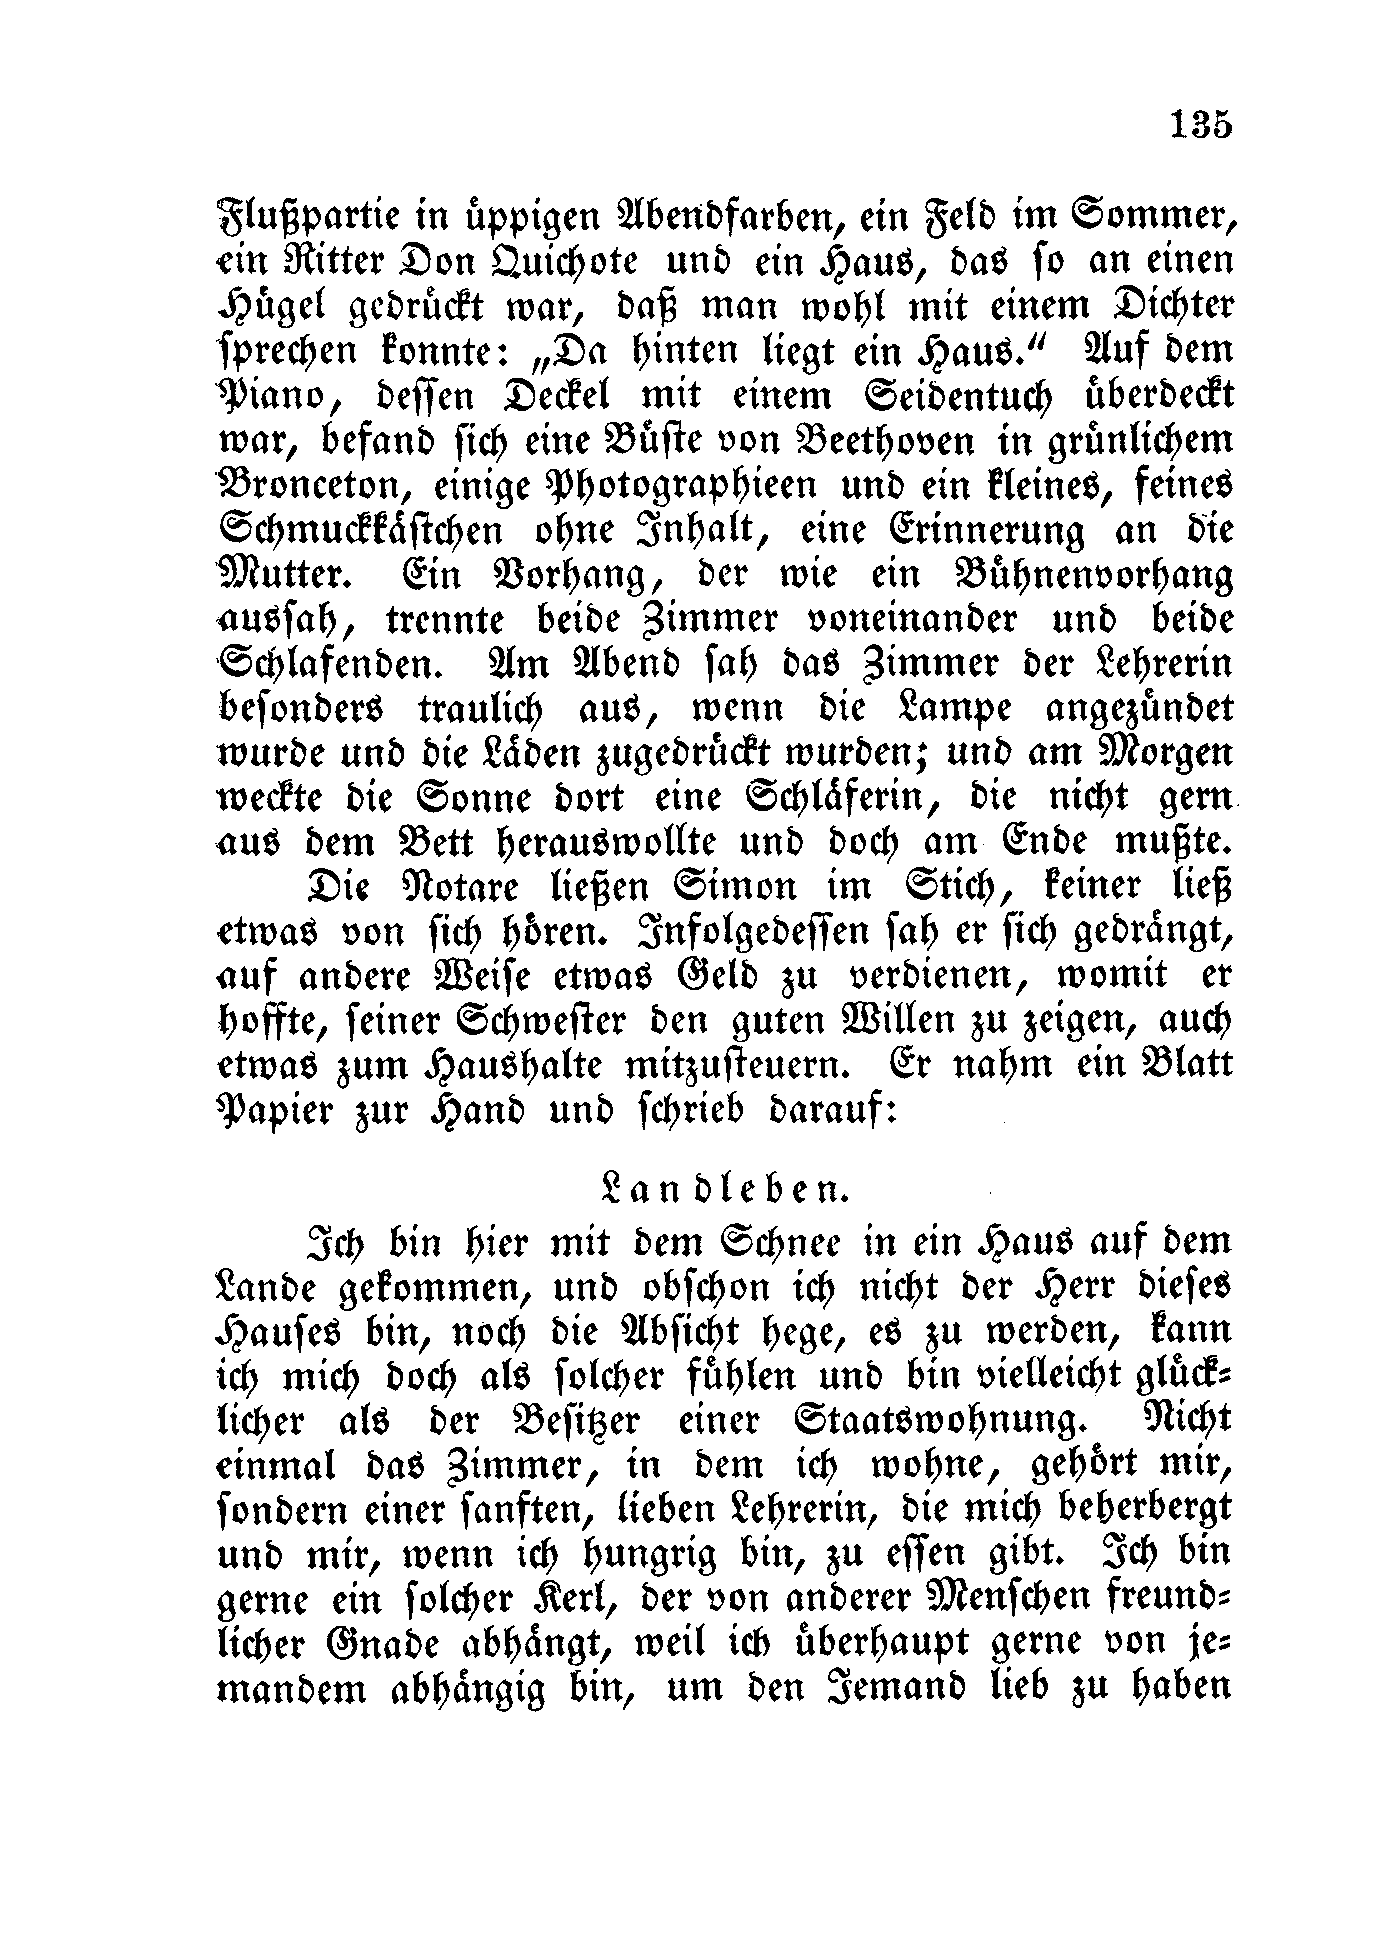 135
Flußpartie in üppigen Abendfarben, ein Feld im Sommer,
ein Ritter Don Quichote und ein Haus, das so an einen
Hügel gedrückt war, daß man wohl mit einem Dichter
sprechen konnte: „Da hinten liegt ein Haus.“ Auf dem
Piano, dessen Deckel mit einem Seidentuch überdeckt
war, befand sich eine Büste von Beethoven in grünlichem
Bronceton, einige Photographieen und ein kleines, feines
Schmuckkästchen ohne Inhalt, eine Erinnerung an die
Mutter. Ein Vorhang, der wie ein Bühnenvorhang
aussah, trennte beide Zimmer voneinander und beide
Schlafenden. Am Abend sah das Zimmer der Lehrerin
besonders traulich aus, wenn die Lampe angezündet
wurde und die Läden zugedrückt wurden; und am Morgen
weckte die Sonne dort eine Schläferin, die nicht gern
aus dem Bett herauswollte und doch am Ende mußte.
Die Notare ließen Simon im Stich, keiner ließ
etwas von sich hören. Infolgedessen sah er sich gedrängt,
auf andere Weise etwas Geld zu verdienen, womit er
hoffte, seiner Schwester den guten Willen zu zeigen, auch
etwas zum Haushalte mitzusteuern. Er nahm ein Blatt
Papier zur Hand und schrieb darauf:
Landleben.
Ich bin hier mit dem Schnee in ein Haus auf dem
Lande gekommen, und obschon ich nicht der Herr dieses
Hauses bin, noch die Absicht hege, es zu werden, kann
ich mich doch als solcher fühlen und bin vielleicht glück-
licher als der Besitzer einer Staatswohnung. Nicht
einmal das Zimmer, in dem ich wohne, gehört mir,
sondern einer sanften, lieben Lehrerin, die mich beherbergt
und mir, wenn ich hungrig bin, zu essen gibt. Ich bin
gerne ein solcher Kerl, der von anderer Menschen freund-
licher Gnade abhängt, weil ich überhaupt gerne von je-
mandem abhängig bin, um den Jemand lieb zu haben